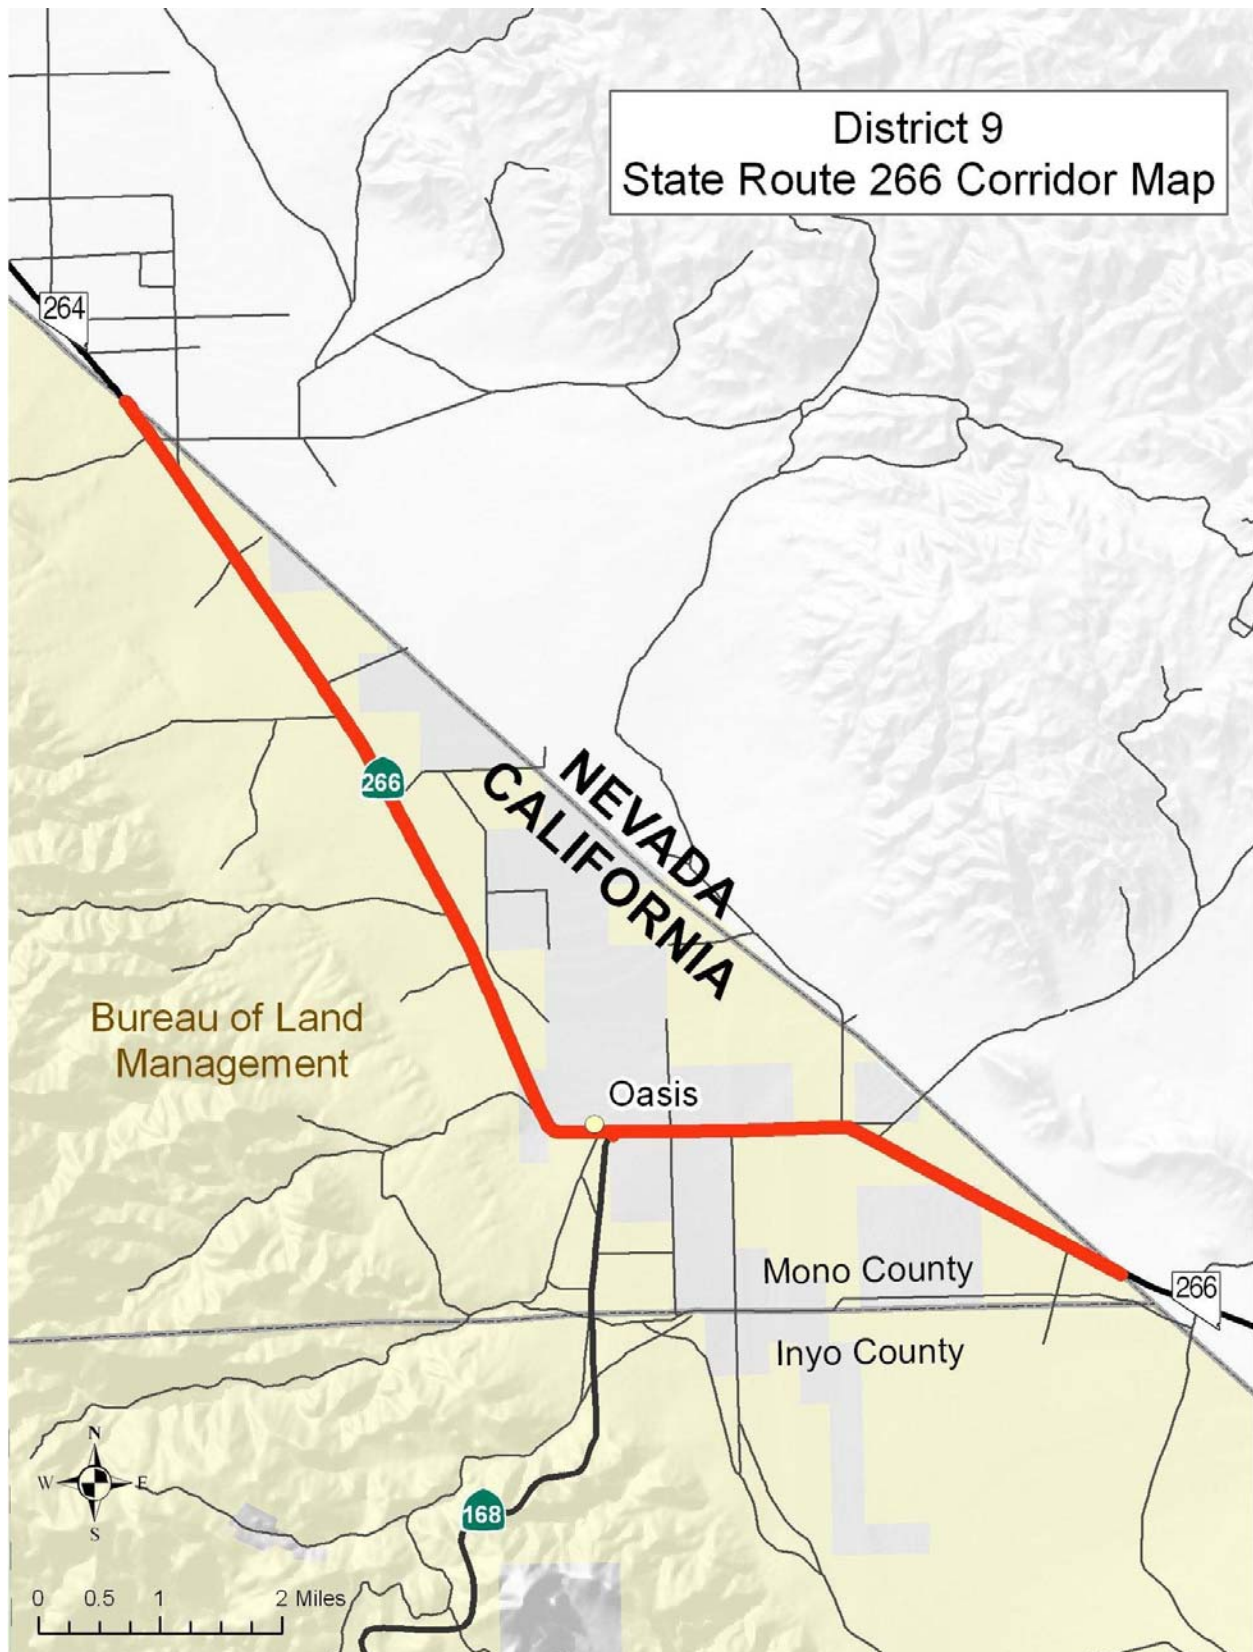 District 9
State Route 266 Corridor Map
264
266
NEVADA
CALIFORNIA
Bureau of Land
Management
Oasis
Mono County
266
Inyo County
N
W E
S
168
0 0.5 1 2 Miles